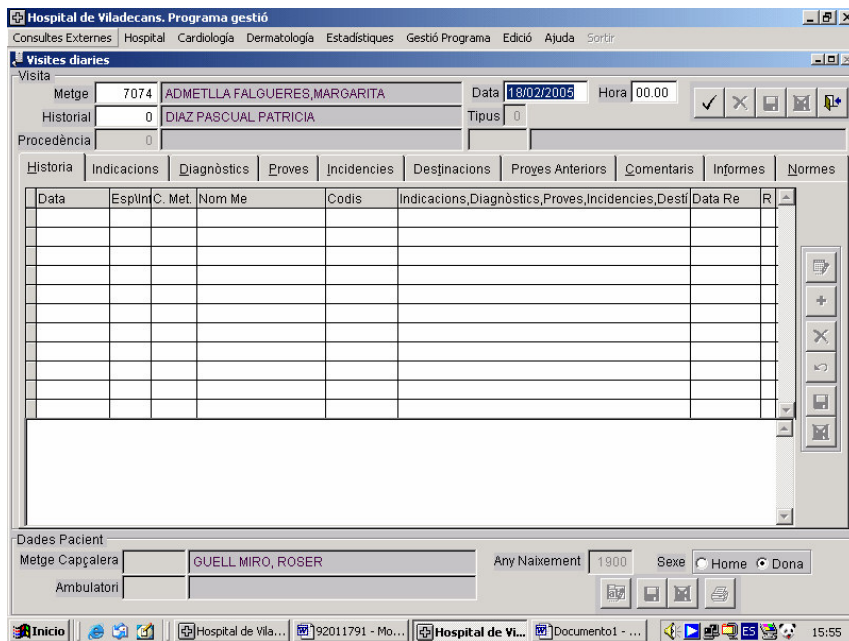 Hospital de Viladecans. Programa gestió
Consultes Externes Hospital Cardiología Dermatología Estadístiques Gestió Programa Edició Ajuda Sortir
Visites diaries
Visita
Metge 7074 ADMETLLA FALGUERES,MARGARITA Data 18/02/2005 Hora 00.00
Historial 0 DIAZ PASCUAL PATRICIA Tipus 0
Procedència 0
Historia Indicacions Diagnòstics Proves Incidencies Destinacions Proves Anteriors Comentaris Informes Normes
Data Esp\Int C. Met. Nom Me Codis Indicacions,Diagnòstics,Proves,Incidencies,Destí Data Re R
Dades Pacient
Metge Capçalera GUELL MIRO, ROSER Any Naixement 1900 Sexe Home Dona
Ambulatori
Inicio Hospital de Vila... 92011791 - Mo... Hospital de Vi... Documento1 - ... ES 15:55